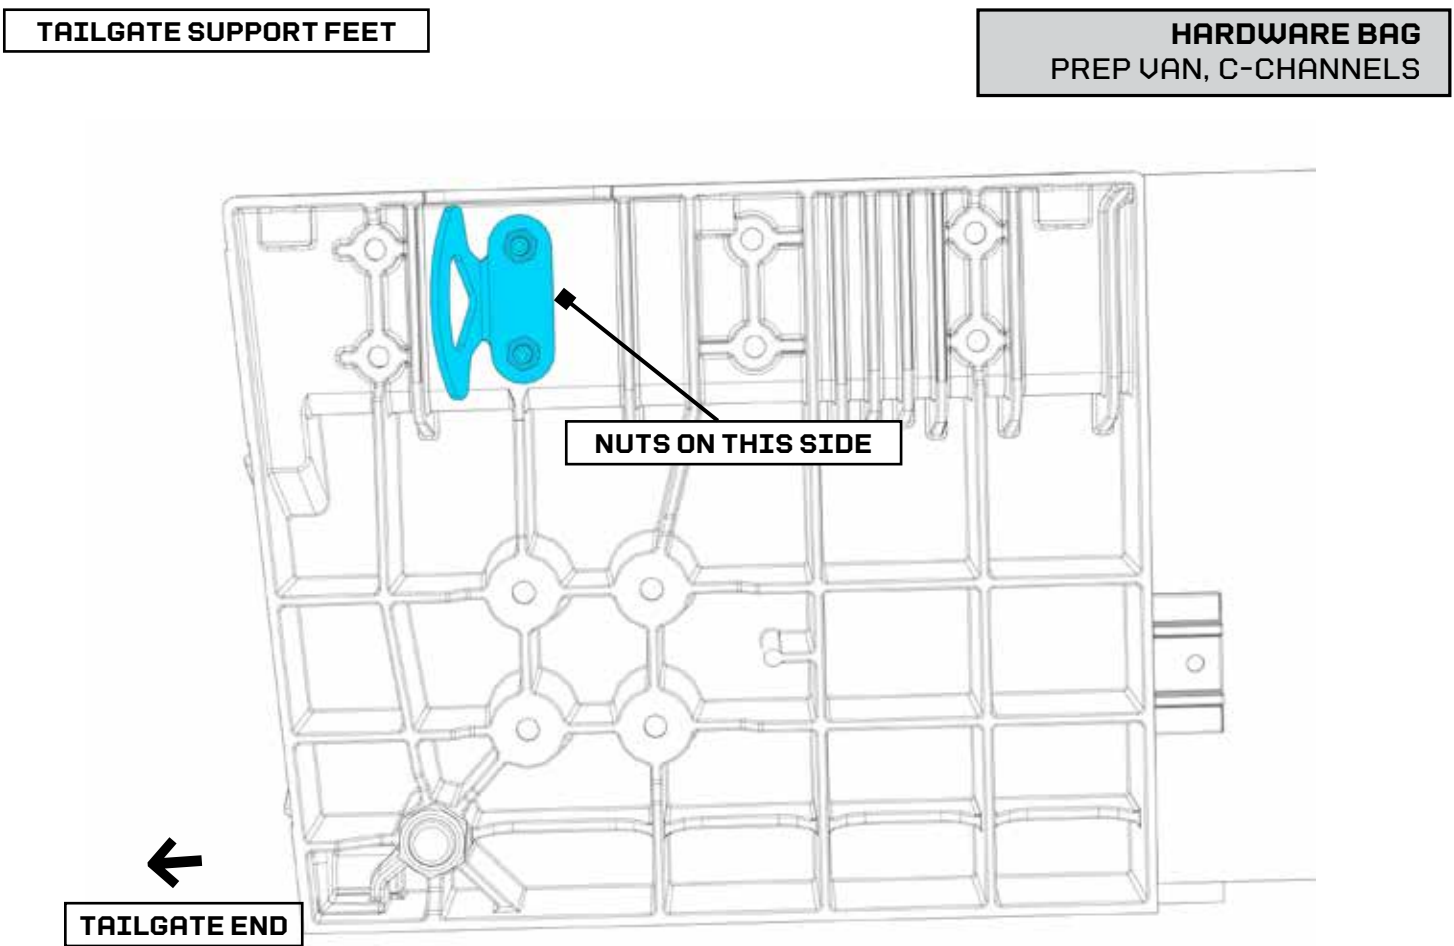 TAILGATE SUPPORT FEET
HARDWARE BAG
PREP VAN, C-CHANNELS
NUTS ON THIS SIDE
TAILGATE END